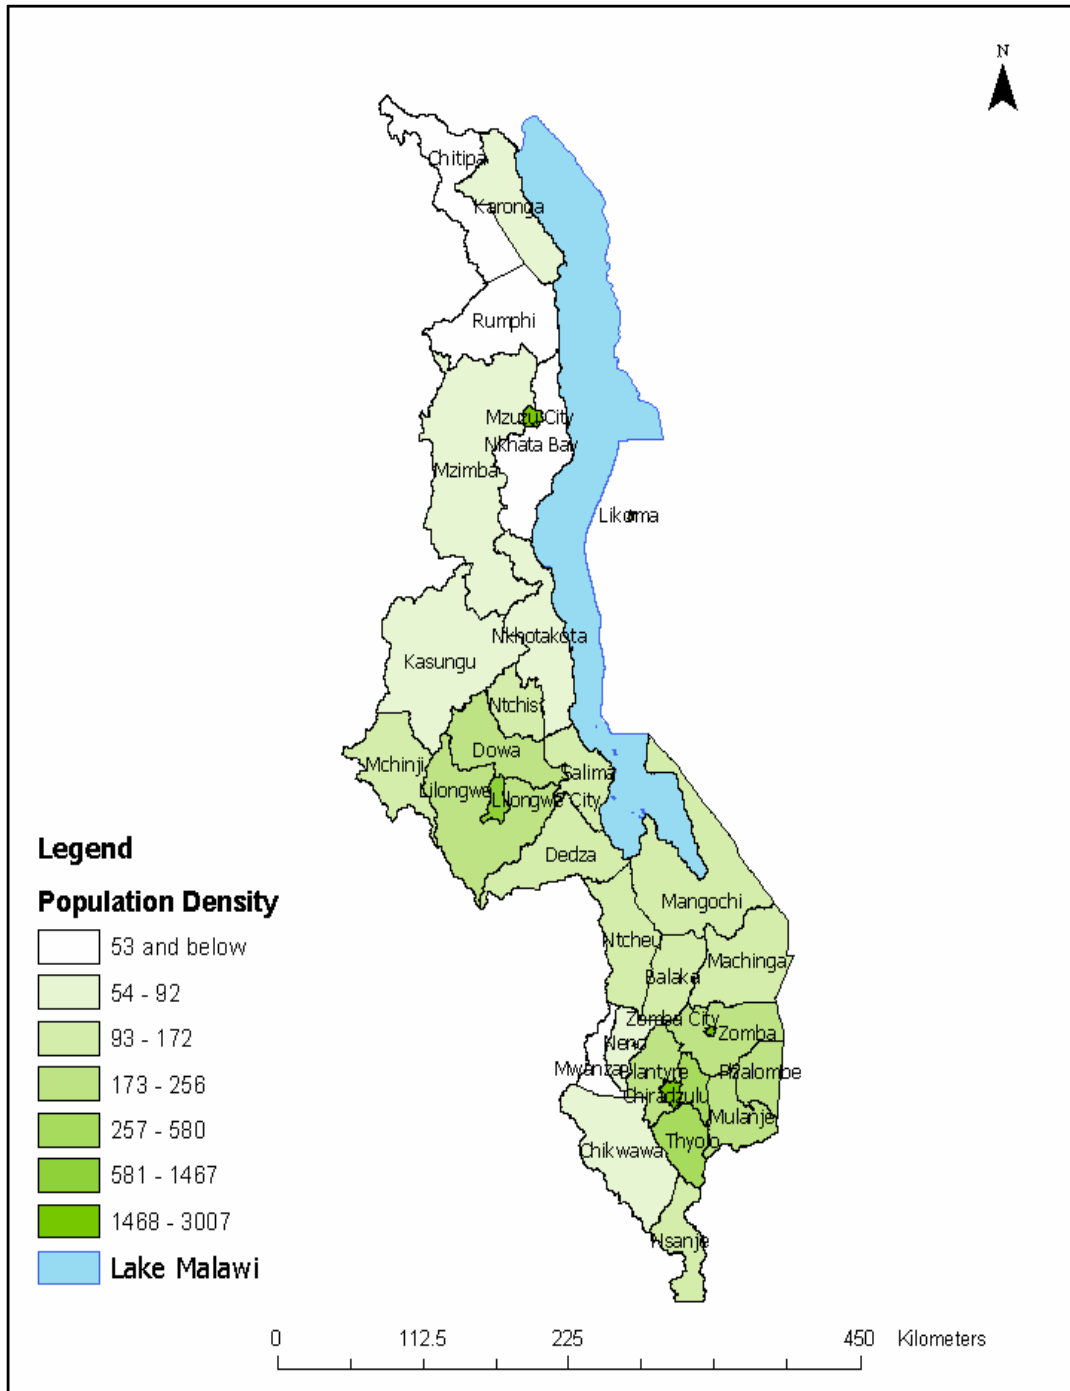 N
Chitipa
Karonga
Rumphi
Mzuzu City
Nkhata Bay
Mzimba
Likoma
Nkhotakota
Kasungu
Ntchisi
Dowa
Mchinji
Salima
Lilongwe
Lilongwe City
Dedza
Mangochi
Ntcheu
Machinga
Balaka
Zomba City
Zomba
Neno
Mwanza
Blantyre
Phalombe
Chiradzulu
Mulanje
Thyolo
Chikwawa
Nsanje
Legend
Population Density
53 and below
54 - 92
93 - 172
173 - 256
257 - 580
581 - 1467
1468 - 3007
Lake Malawi
0 112.5 225 450 Kilometers